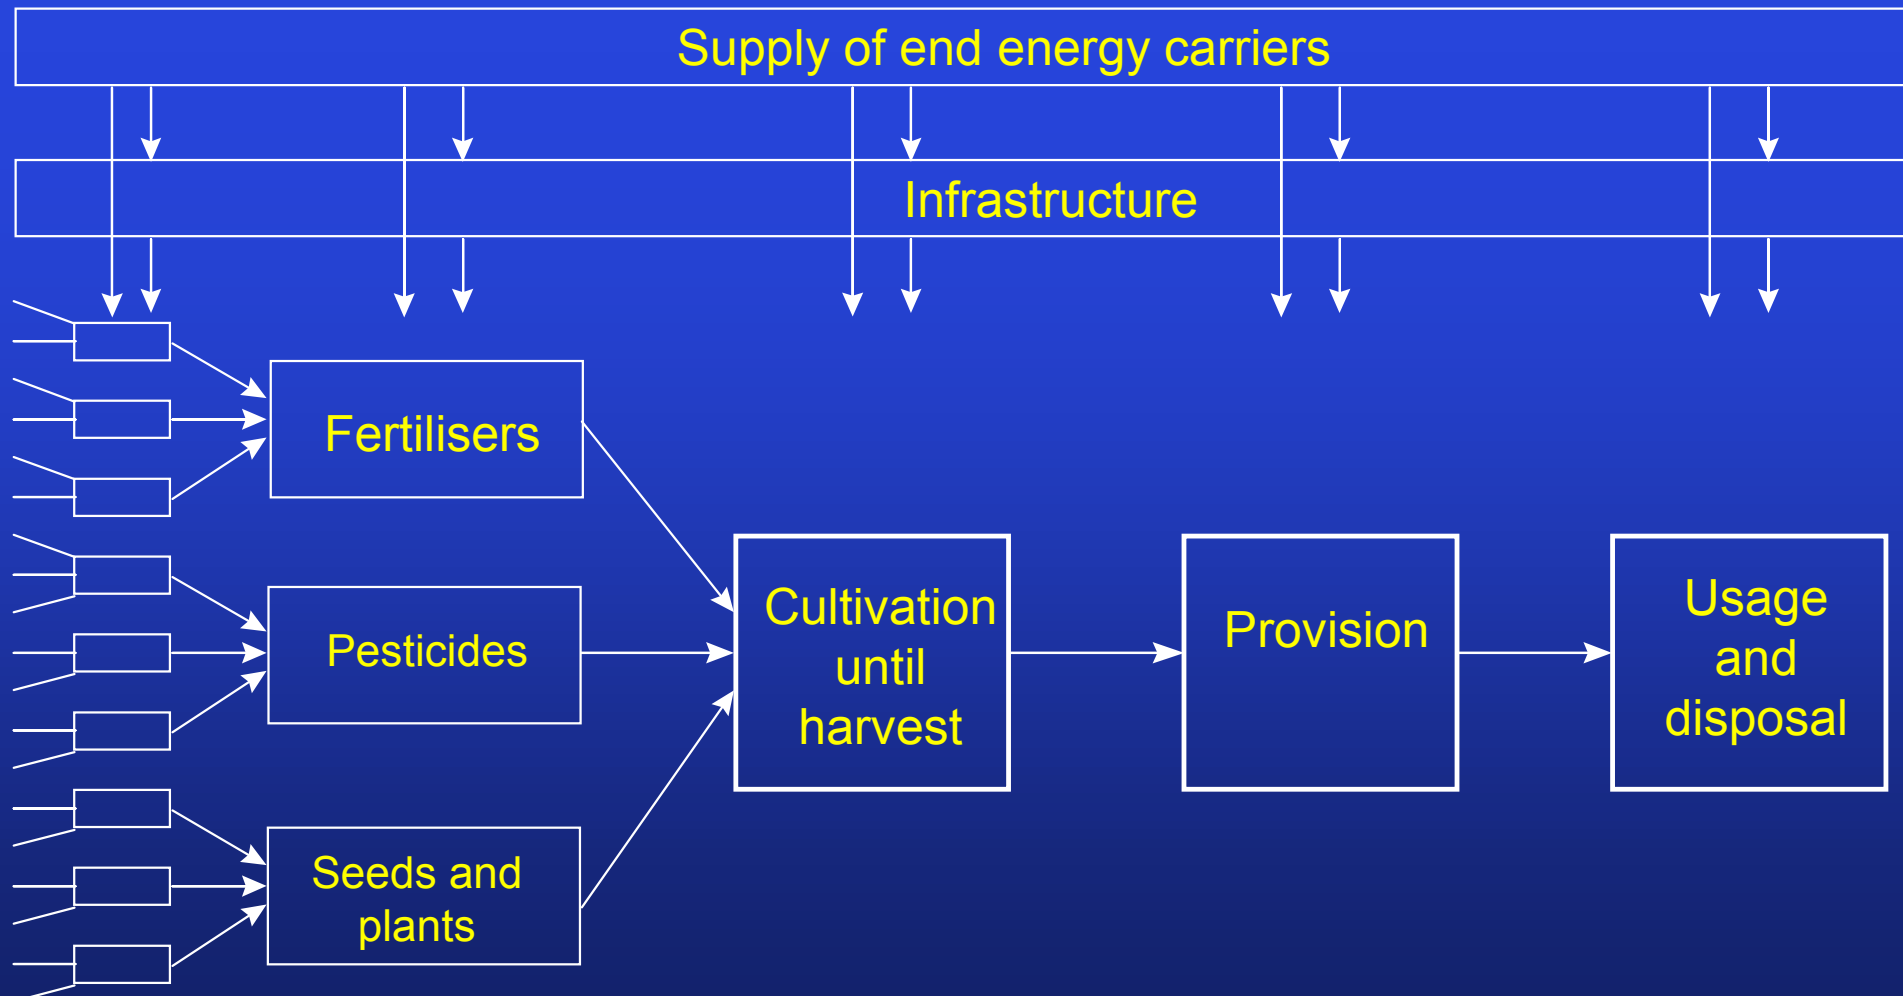 Supply of end energy carriers
Infrastructure
Fertilisers
Pesticides
Seeds and
plants
Cultivation
until
harvest
Provision
Usage
and
disposal